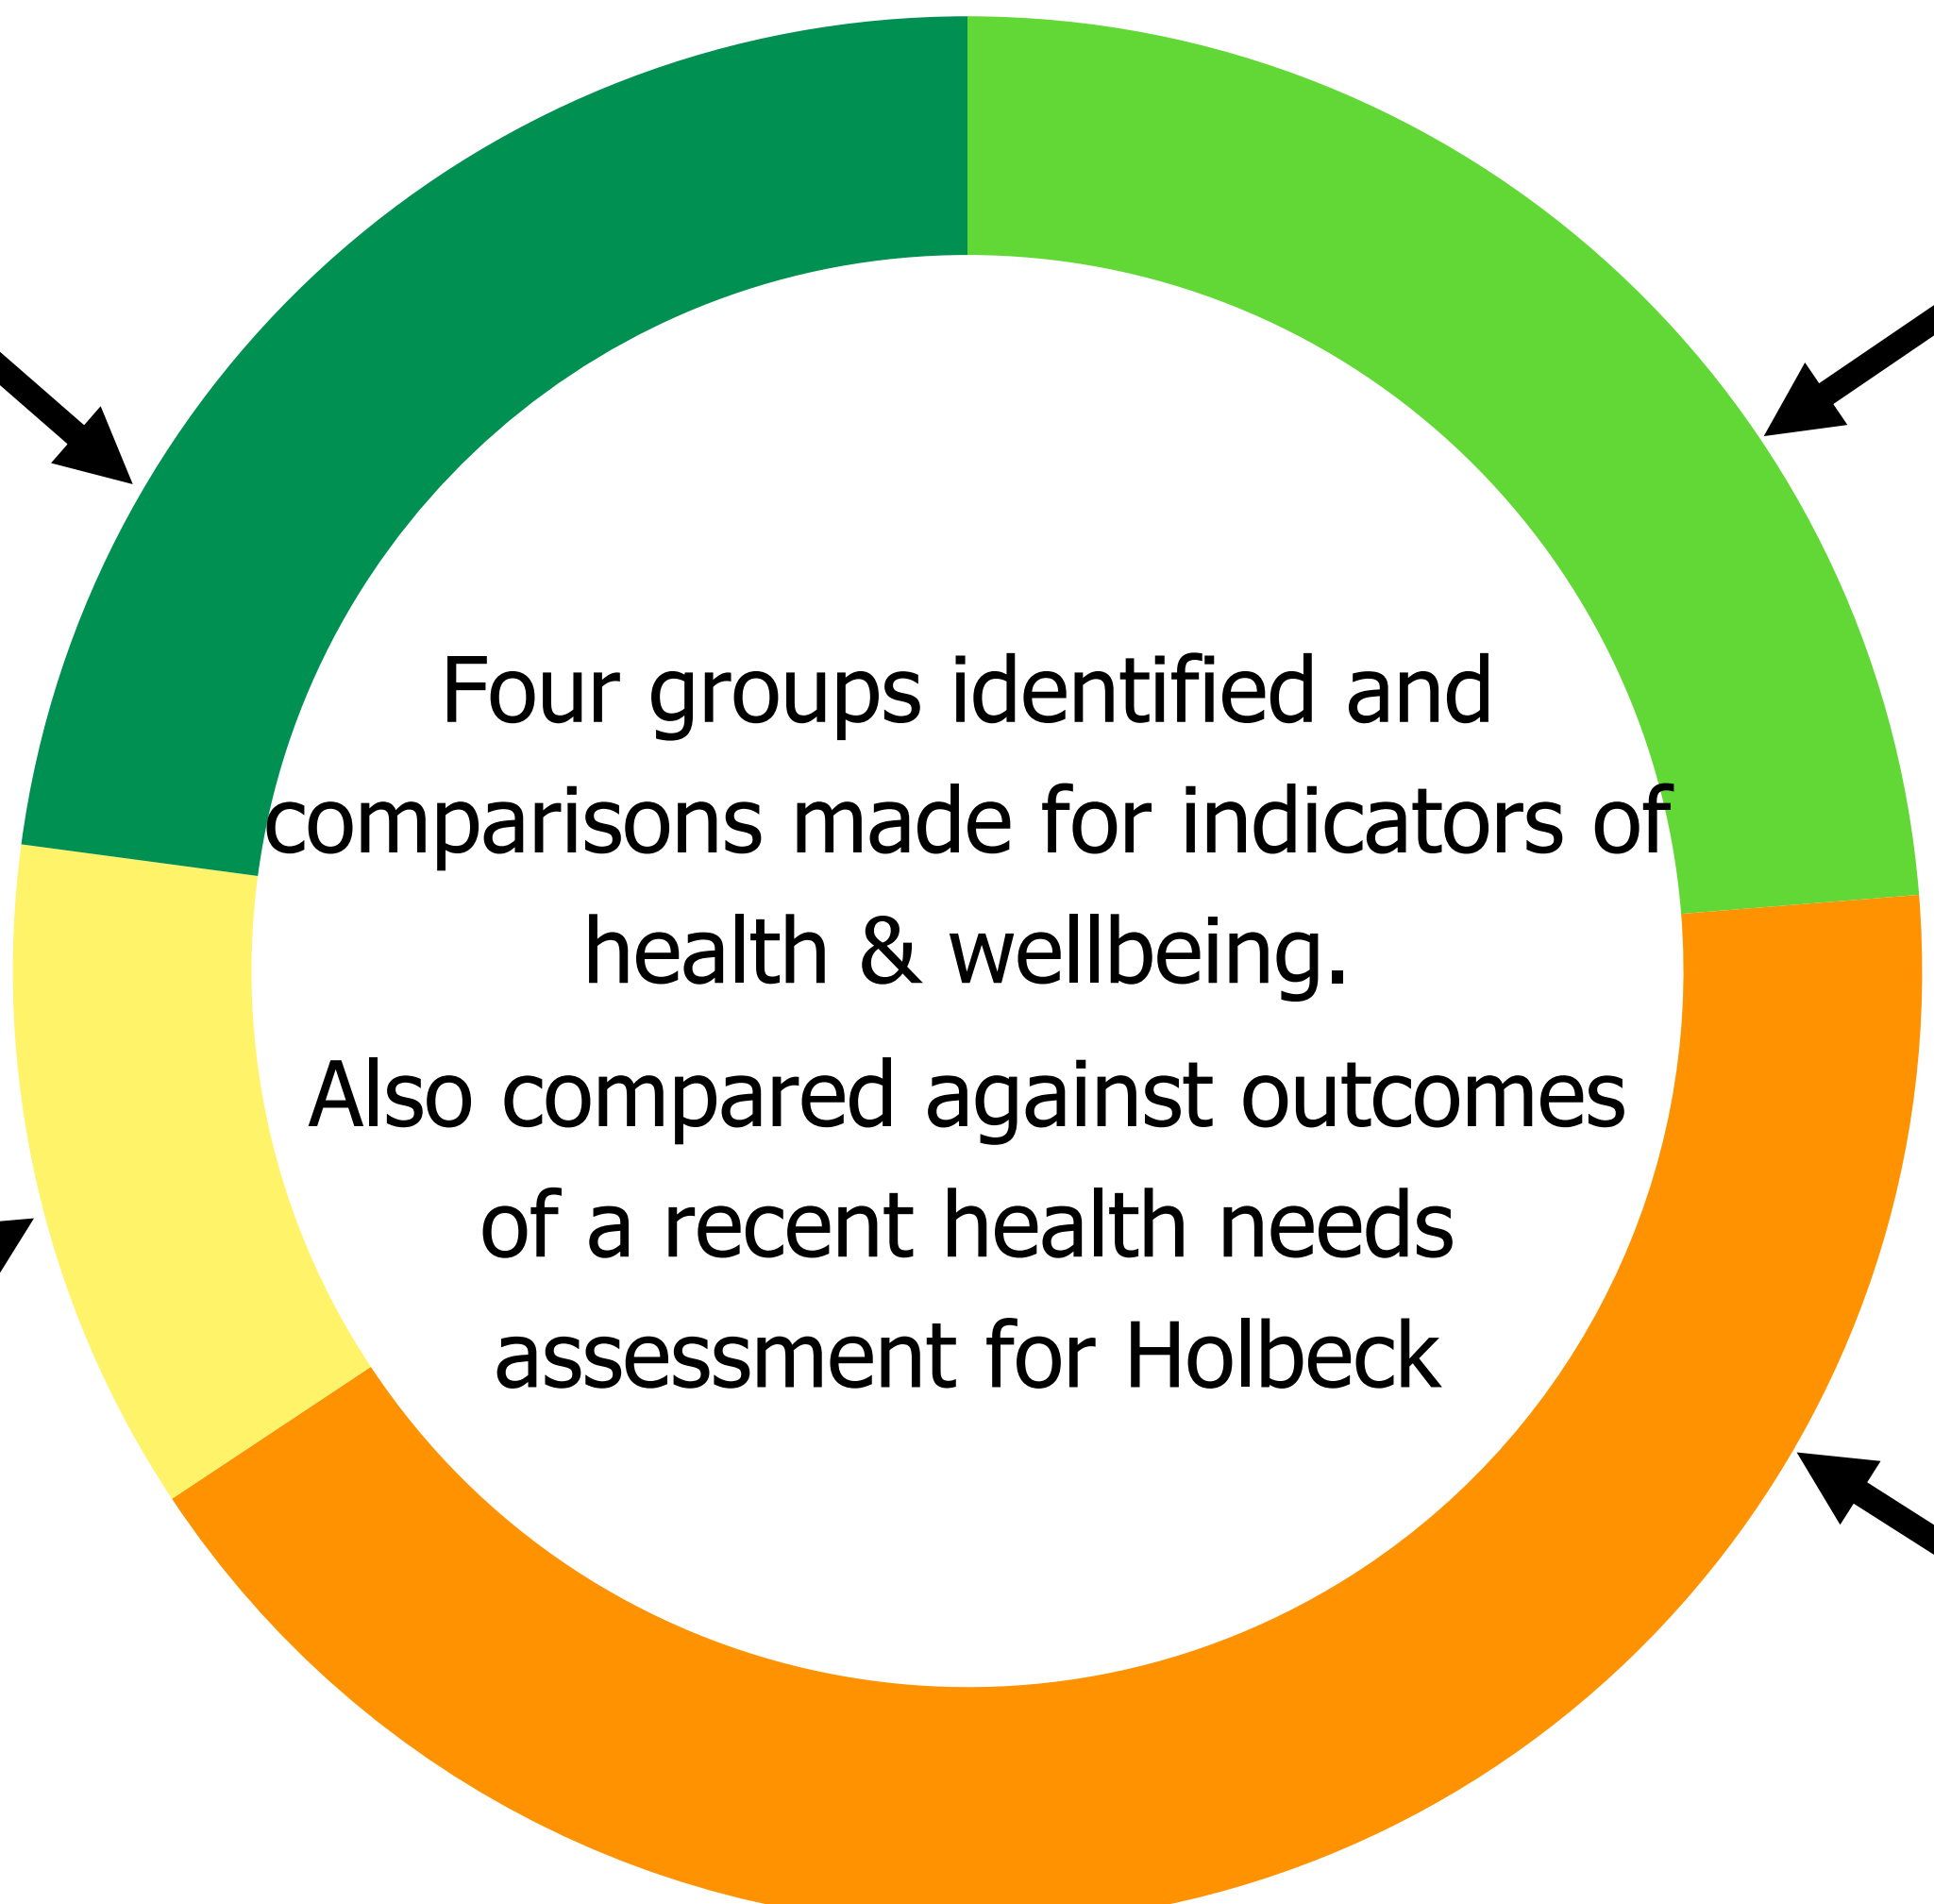 Four groups identified and
comparisons made for indicators of
health & wellbeing.
Also compared against outcomes
of a recent health needs
assessment for Holbeck